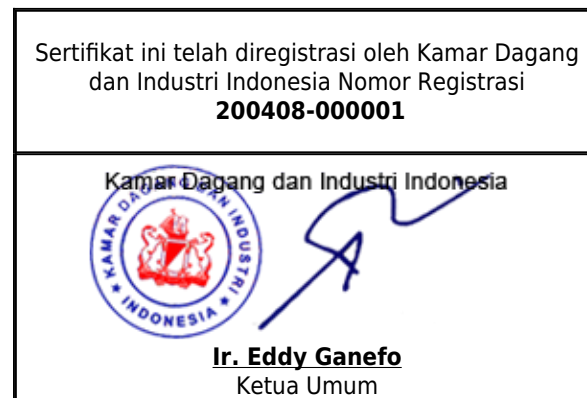 Sertifikat ini telah diregistrasi oleh Kamar Dagang
dan Industri Indonesia Nomor Registrasi
200408-000001
Kamar Dagang dan Industri Indonesia
KAMAR DAGANG DAN INDUSTRI
* INDONESIA *
Ir. Eddy Ganefo
Ketua Umum